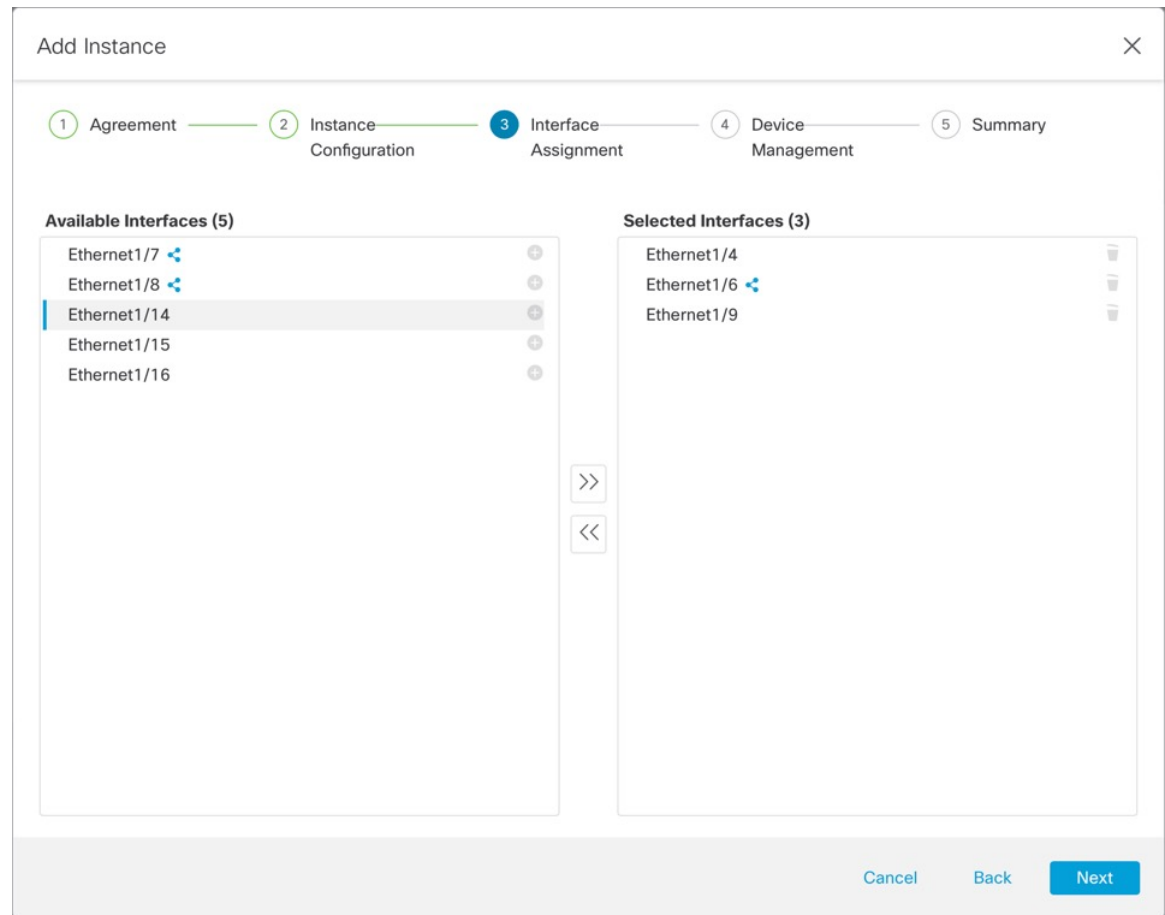 Add Instance
1 Agreement 2 Instance 3 Interface 4 Device 5 Summary
Configuration Assignment Management
Available Interfaces (5) Selected Interfaces (3)
Ethernet1/7 Ethernet1/4
Ethernet1/8 Ethernet1/6
Ethernet1/14 Ethernet1/9
Ethernet1/15
Ethernet1/16
>>
<<
Cancel Back Next